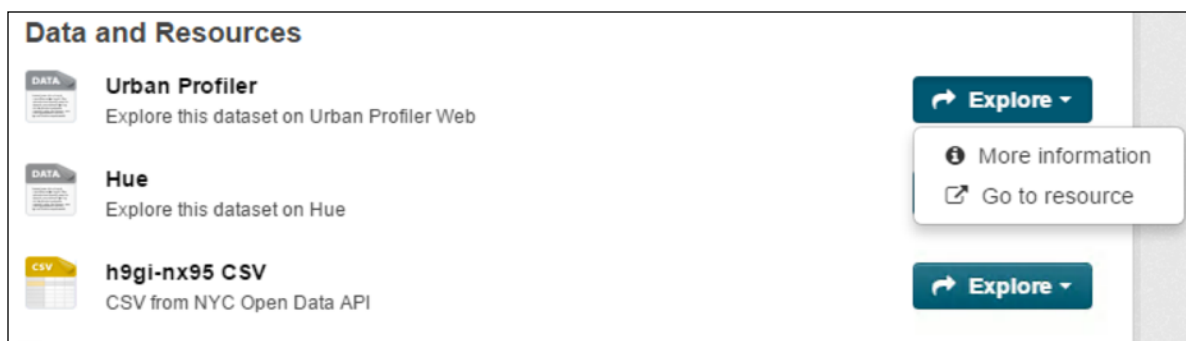 Data and Resources
DATA
Urban Profiler
Explore this dataset on Urban Profiler Web
Explore
More information
Go to resource
DATA
Hue
Explore this dataset on Hue
CSV
h9gi-nx95 CSV
CSV from NYC Open Data API
Explore